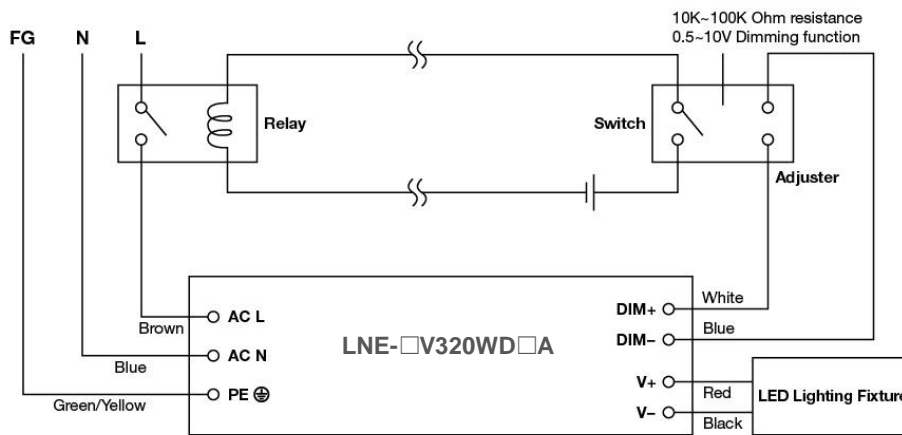 10K~100K Ohm resistance
0.5~10V Dimming function
FG
N
L
Relay
Switch
Adjuster
AC L
Brown
AC N
Blue
PE
Green/Yellow
LNE-□V320WD□A
DIM+
White
DIM–
Blue
V+
Red
V–
Black
LED Lighting Fixture